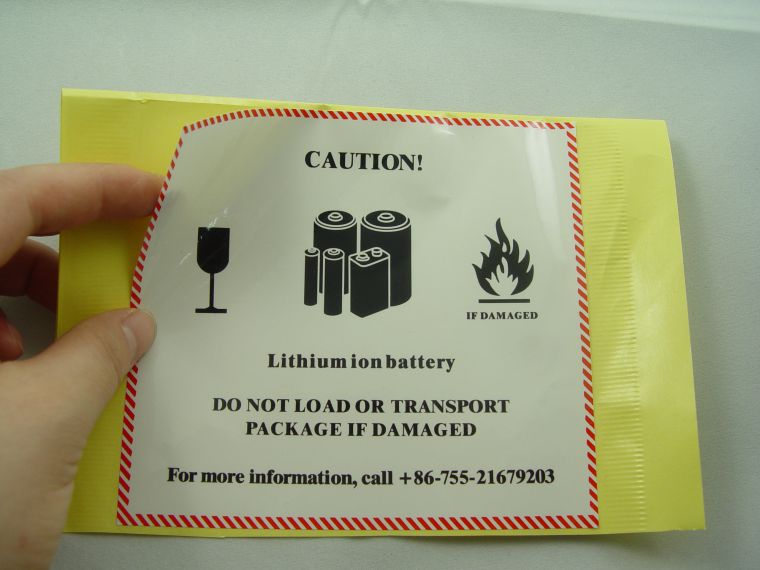 CAUTION!
IF DAMAGED
Lithium ion battery
DO NOT LOAD OR TRANSPORT
PACKAGE IF DAMAGED
For more information, call +86-755-21679203